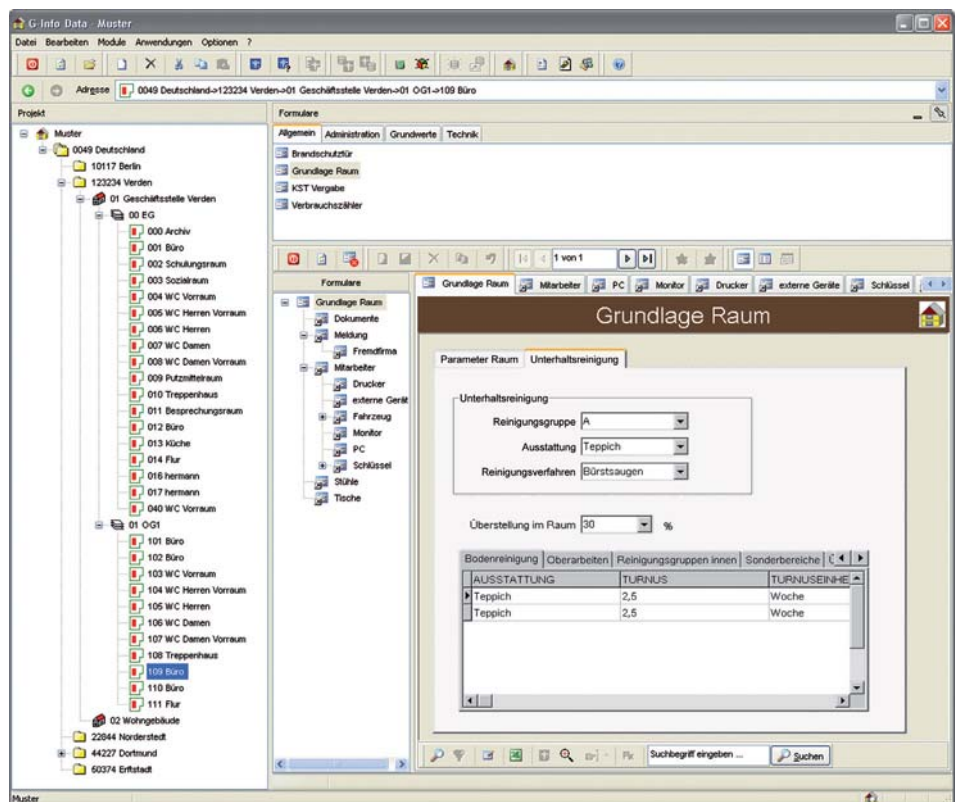 G-Info Data - Muster
Datei Bearbeiten Module Anwendungen Optionen ?
Adresse 0049 Deutschland->123234 Verden->01 Geschäftsstelle Verden->01 OG1->109 Büro
Projekt
Muster
0049 Deutschland
10117 Berlin
123234 Verden
01 Geschäftsstelle Verden
00 EG
000 Archiv
001 Büro
002 Schulungsraum
003 Sozialraum
004 WC Vorraum
005 WC Herren Vorraum
006 WC Herren
007 WC Damen
008 WC Damen Vorraum
009 Putzmittelraum
010 Treppenhaus
011 Besprechungsraum
012 Büro
013 Küche
014 Flur
016 hermann
017 hermann
040 WC Vorraum
01 OG1
101 Büro
102 Büro
103 WC Vorraum
104 WC Herren Vorraum
105 WC Herren
106 WC Damen
107 WC Damen Vorraum
108 Treppenhaus
109 Büro
110 Büro
111 Flur
02 Wohngebäude
22844 Norderstedt
44227 Dortmund
50374 Erftstadt
Formulare
Allgemein Administration Grundwerte Technik
Brandschutztür
Grundlage Raum
KST Vergabe
Verbrauchszähler
1 von 1
Formulare
Grundlage Raum
Dokumente
Meldung
Fremdfirma
Mitarbeiter
Drucker
externe Gerät
Fahrzeug
Monitor
PC
Schlüssel
Stühle
Tische
Grundlage Raum Mitarbeiter PC Monitor Drucker externe Geräte Schlüssel
Grundlage Raum
Parameter Raum Unterhaltsreinigung
Unterhaltsreinigung
Reinigungsgruppe A
Ausstattung Teppich
Reinigungsverfahren Bürstsaugen
Überstellung im Raum 30 %
Bodenreinigung Oberarbeiten Reinigungsgruppen innen Sonderbereiche
AUSSTATTUNG TURNUS TURNUSEINHE
Teppich 2,5 Woche
Teppich 2,5 Woche
Suchbegriff eingeben ... Suchen
Muster